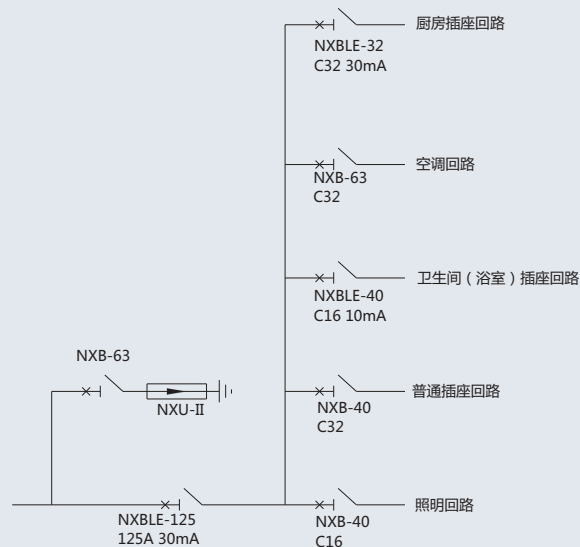 厨房插座回路
NXBLE-32
C32 30mA
空调回路
NXB-63
C32
卫生间（浴室）插座回路
NXBLE-40
C16 10mA
NXB-63
NXU-II
普通插座回路
NXB-40
C32
照明回路
NXBLE-125
125A 30mA
NXB-40
C16